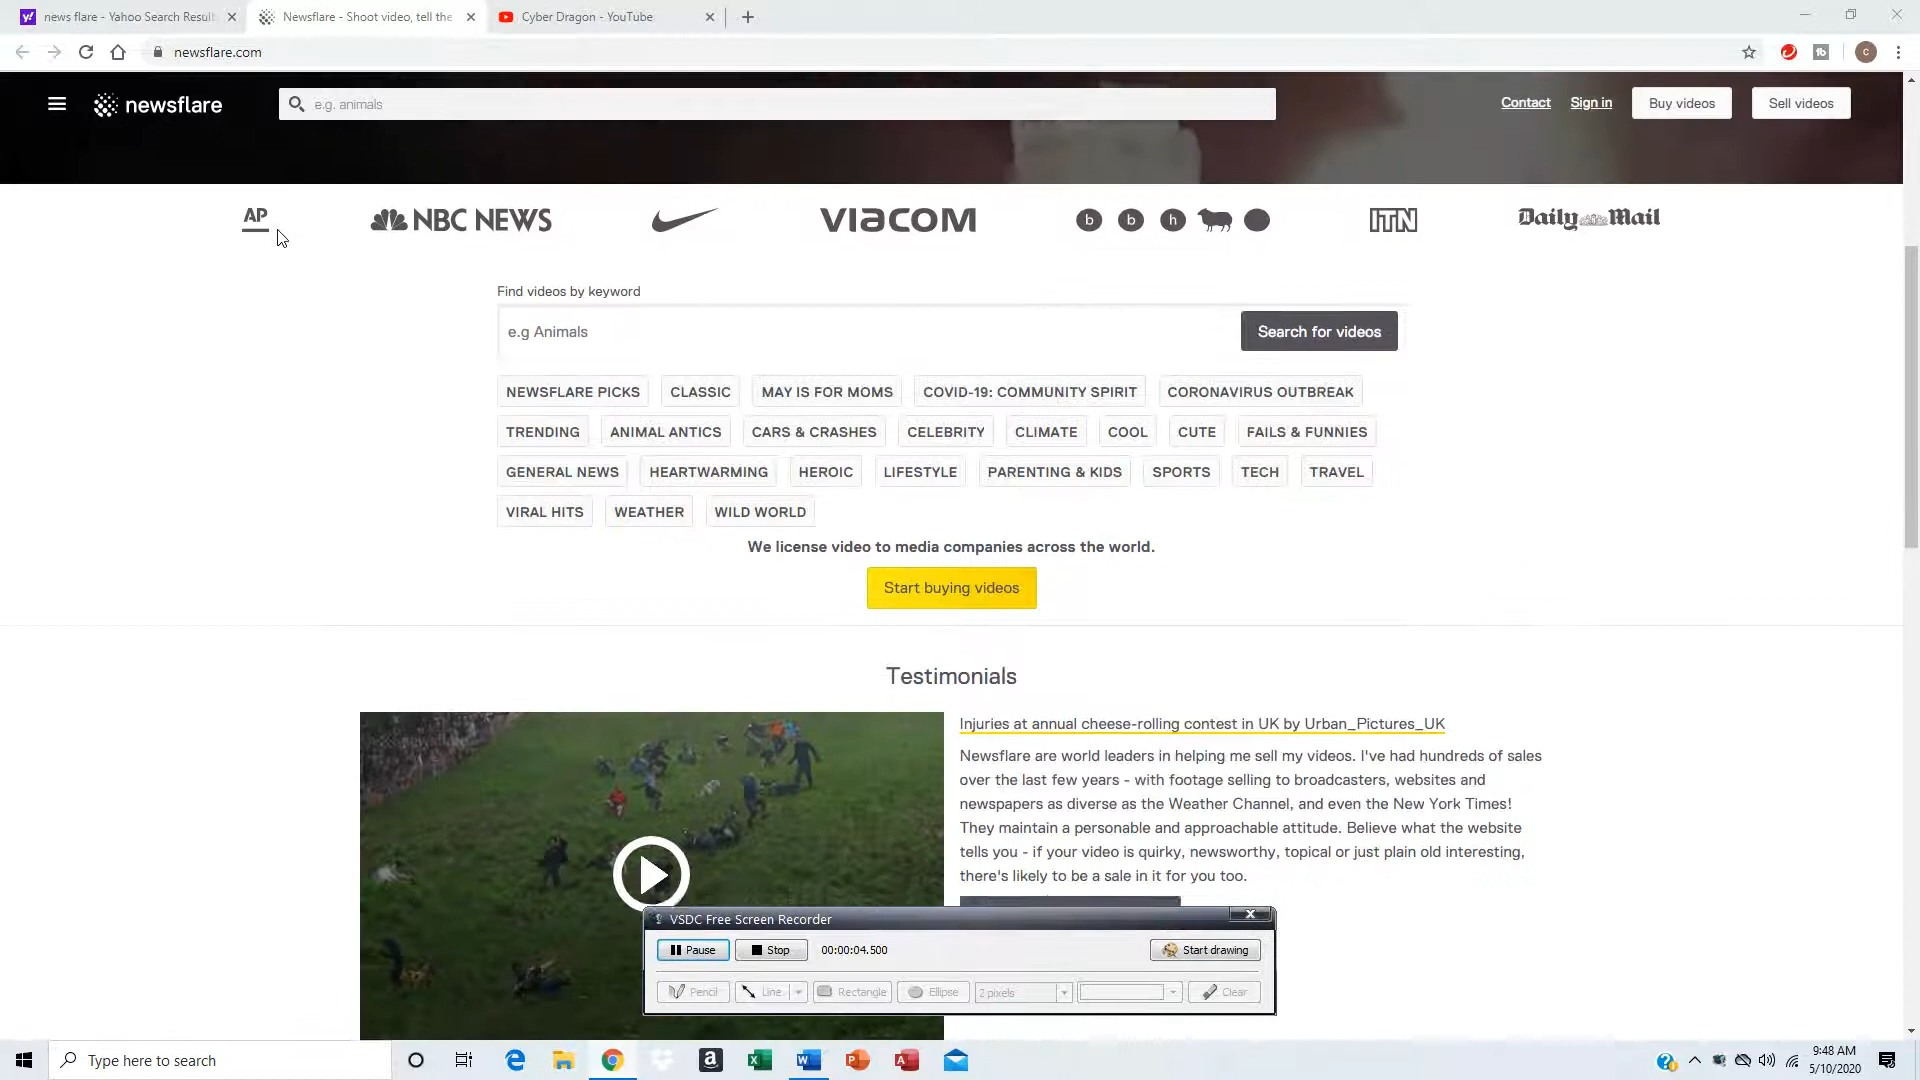 news flare - Yahoo Search Result
Newsflare - Shoot video, tell the
Cyber Dragon - YouTube
newsflare.com
newsflare
e.g. animals
Contact
Sign in
Buy videos
Sell videos
AP
NBC NEWS
VIACOM
b b h
ITN
Daily Mail
Find videos by keyword
e.g Animals
Search for videos
NEWSFLARE PICKS
CLASSIC
MAY IS FOR MOMS
COVID-19: COMMUNITY SPIRIT
CORONAVIRUS OUTBREAK
TRENDING
ANIMAL ANTICS
CARS & CRASHES
CELEBRITY
CLIMATE
COOL
CUTE
FAILS & FUNNIES
GENERAL NEWS
HEARTWARMING
HEROIC
LIFESTYLE
PARENTING & KIDS
SPORTS
TECH
TRAVEL
VIRAL HITS
WEATHER
WILD WORLD
We license video to media companies across the world.
Start buying videos
Testimonials
Injuries at annual cheese-rolling contest in UK by Urban_Pictures_UK
Newsflare are world leaders in helping me sell my videos. I've had hundreds of sales
over the last few years - with footage selling to broadcasters, websites and
newspapers as diverse as the Weather Channel, and even the New York Times!
They maintain a personable and approachable attitude. Believe what the website
tells you - if your video is quirky, newsworthy, topical or just plain old interesting,
there's likely to be a sale in it for you too.
VSDC Free Screen Recorder
Pause
Stop
00:00:04.500
Start drawing
Pencil
Line
Rectangle
Ellipse
2 pixels
Clear
Type here to search
9:48 AM
5/10/2020